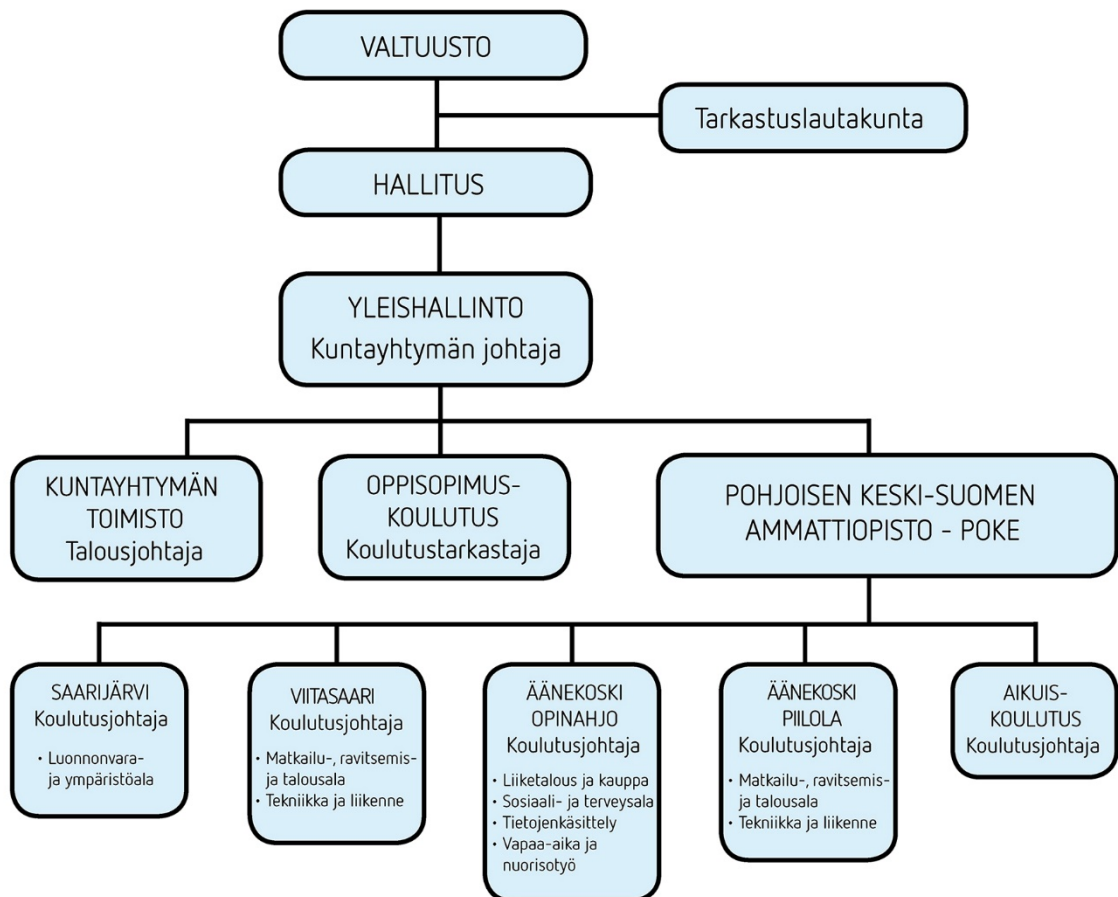 VALTUUSTO
Tarkastuslautakunta
HALLITUS
YLEISHALLINTO
Kuntayhtymän johtaja
KUNTAYHTYMÄN
TOIMISTO
Talousjohtaja
OPPISOPIMUS-
KOULUTUS
Koulutustarkastaja
POHJOISEN KESKI-SUOMEN
AMMATTIOPISTO - POKE
SAARIJÄRVI
Koulutusjohtaja
• Luonnonvara-
ja ympäristöala
VIITASAARI
Koulutusjohtaja
• Matkailu-, ravitsemis-
ja talousala
• Tekniikka ja liikenne
ÄÄNEKOSKI
OPINAHJO
Koulutusjohtaja
• Liiketalous ja kauppa
• Sosiaali- ja terveysala
• Tietojenkäsittely
• Vapaa-aika ja
nuorisotyö
ÄÄNEKOSKI
PIILOLA
Koulutusjohtaja
• Matkailu-, ravitsemis-
ja talousala
• Tekniikka ja liikenne
AIKUIS-
KOULUTUS
Koulutusjohtaja